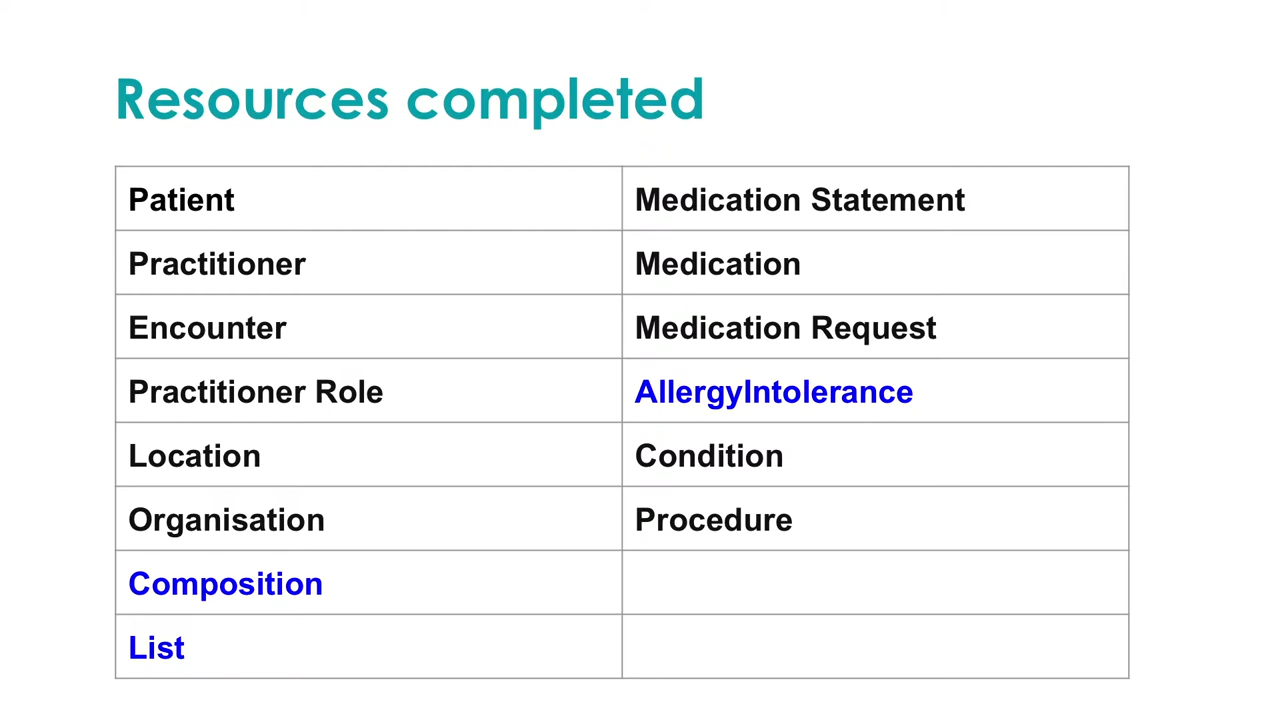 Resources completed
Patient
Medication Statement
Practitioner
Medication
Encounter
Medication Request
Practitioner Role
AllergyIntolerance
Location
Condition
Organisation
Procedure
Composition
List